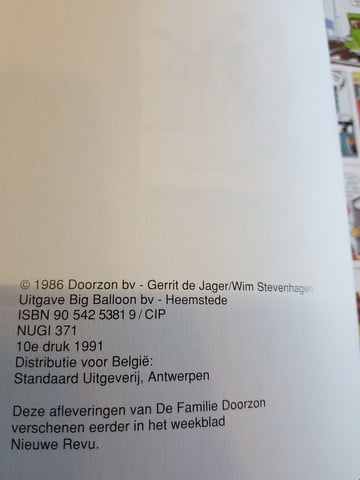 © 1986 Doorzon bv - Gerrit de Jager/Wim Stevenhagen
Uitgave Big Balloon bv - Heemstede
ISBN 90 542 5381 9 / CIP
NUGI 371
10e druk 1991
Distributie voor België:
Standaard Uitgeverij, Antwerpen
Deze afleveringen van De Familie Doorzon
verschenen eerder in het weekblad
Nieuwe Revu.